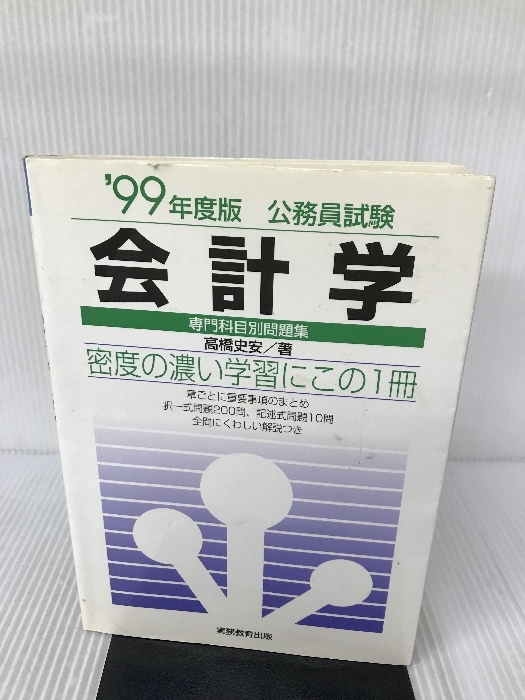 '99年度版 公務員試験
会計学
専門科目別問題集
高橋史安／著
密度の濃い学習にこの1冊
章ごとに重要事項のまとめ
択一式問題200問、記述式問題10問
全問にくわしい解説つき
実務教育出版